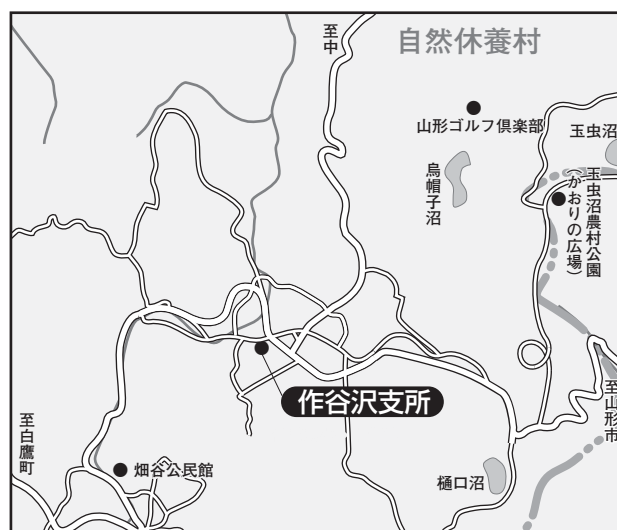 至中
自然休養村
山形ゴルフ倶楽部
玉虫沼
烏帽子沼
玉虫沼農村公園
(かおりの広場)
作谷沢支所
至山形市
至白鷹町
畑谷公民館
樋口沼